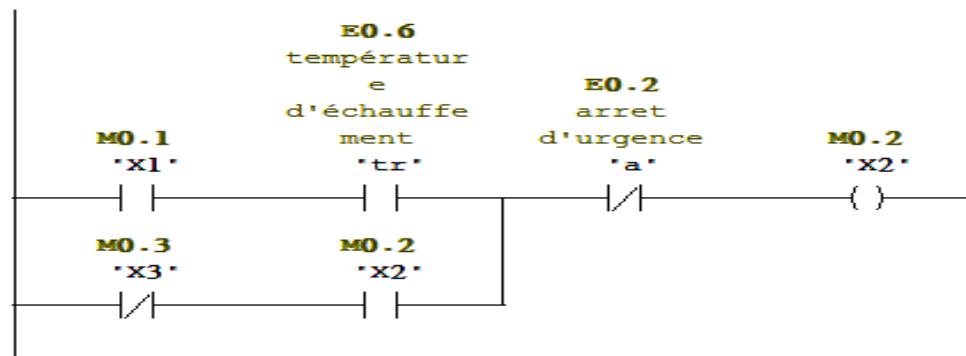 E0.6
températur
e
d'échauffe
ment
E0.2
arret
d'urgence
M0.1
M0.2
"X1"
"tr"
"a"
"X2"
M0.3
M0.2
"X3"
"X2"